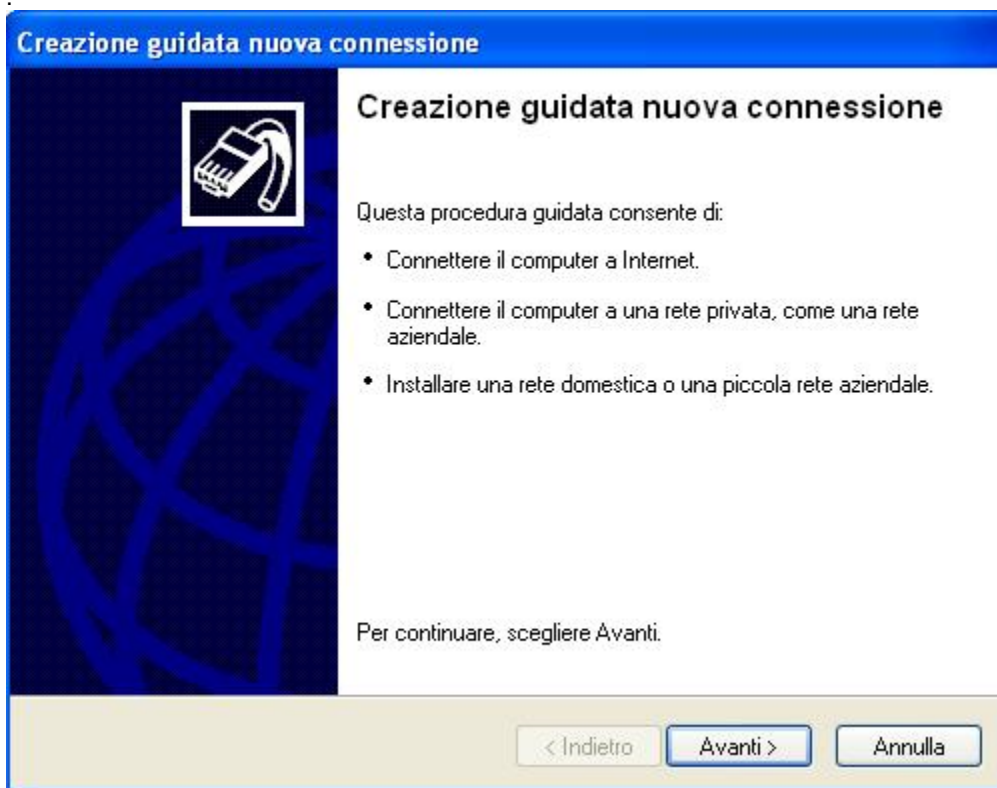 .
Creazione guidata nuova connessione
Creazione guidata nuova connessione
Questa procedura guidata consente di:
• Connettere il computer a Internet.
• Connettere il computer a una rete privata, come una rete
aziendale.
• Installare una rete domestica o una piccola rete aziendale.
Per continuare, scegliere Avanti.
< Indietro
Avanti >
Annulla